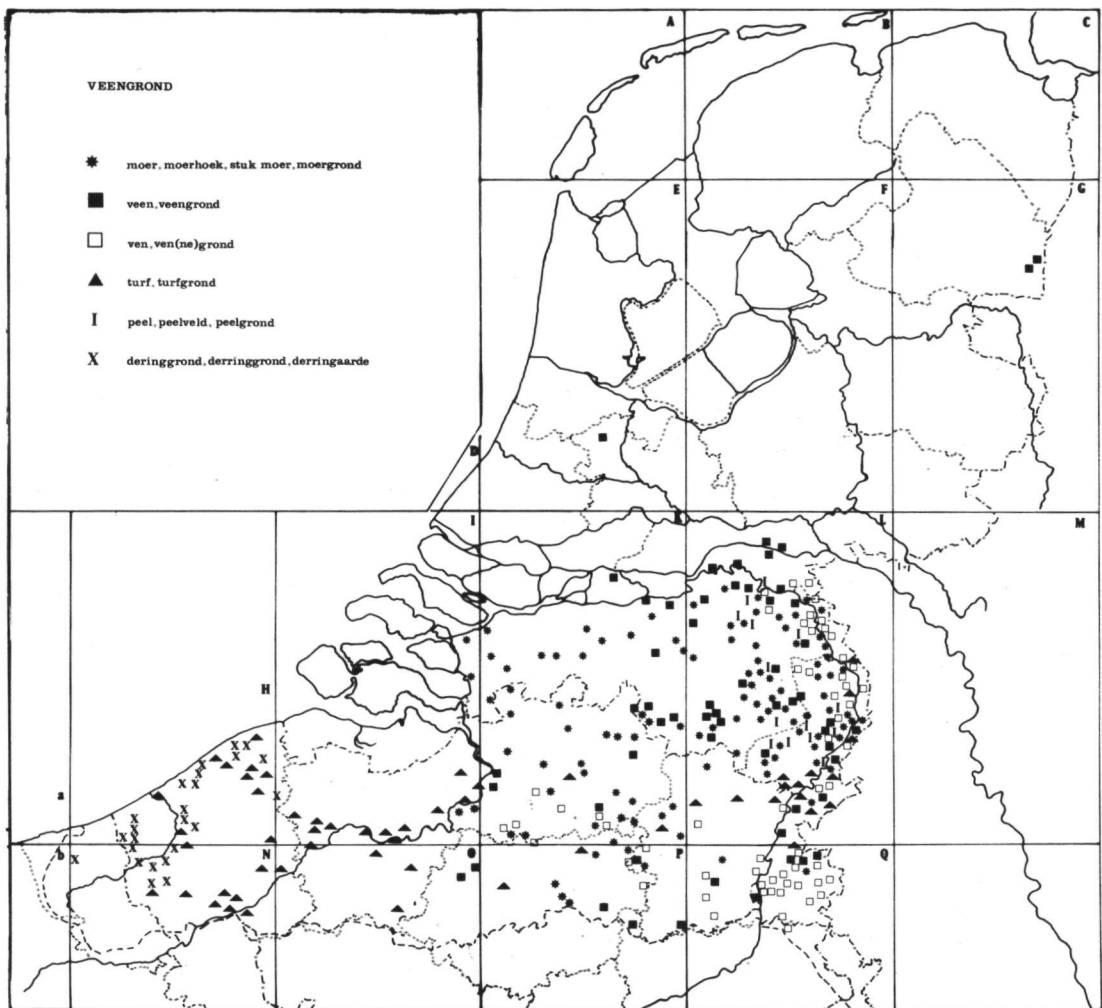 A B C
VEENGROND
moer, moerhoek, stuk moer, moergrond
E F G
veen, veengrond
ven, ven(ne)grond
turf, turfgrond
I peel, peelveld, peelgrond
X deringgrond, derringgrond, derringaarde
D
I K L M
H
a
b N O P Q